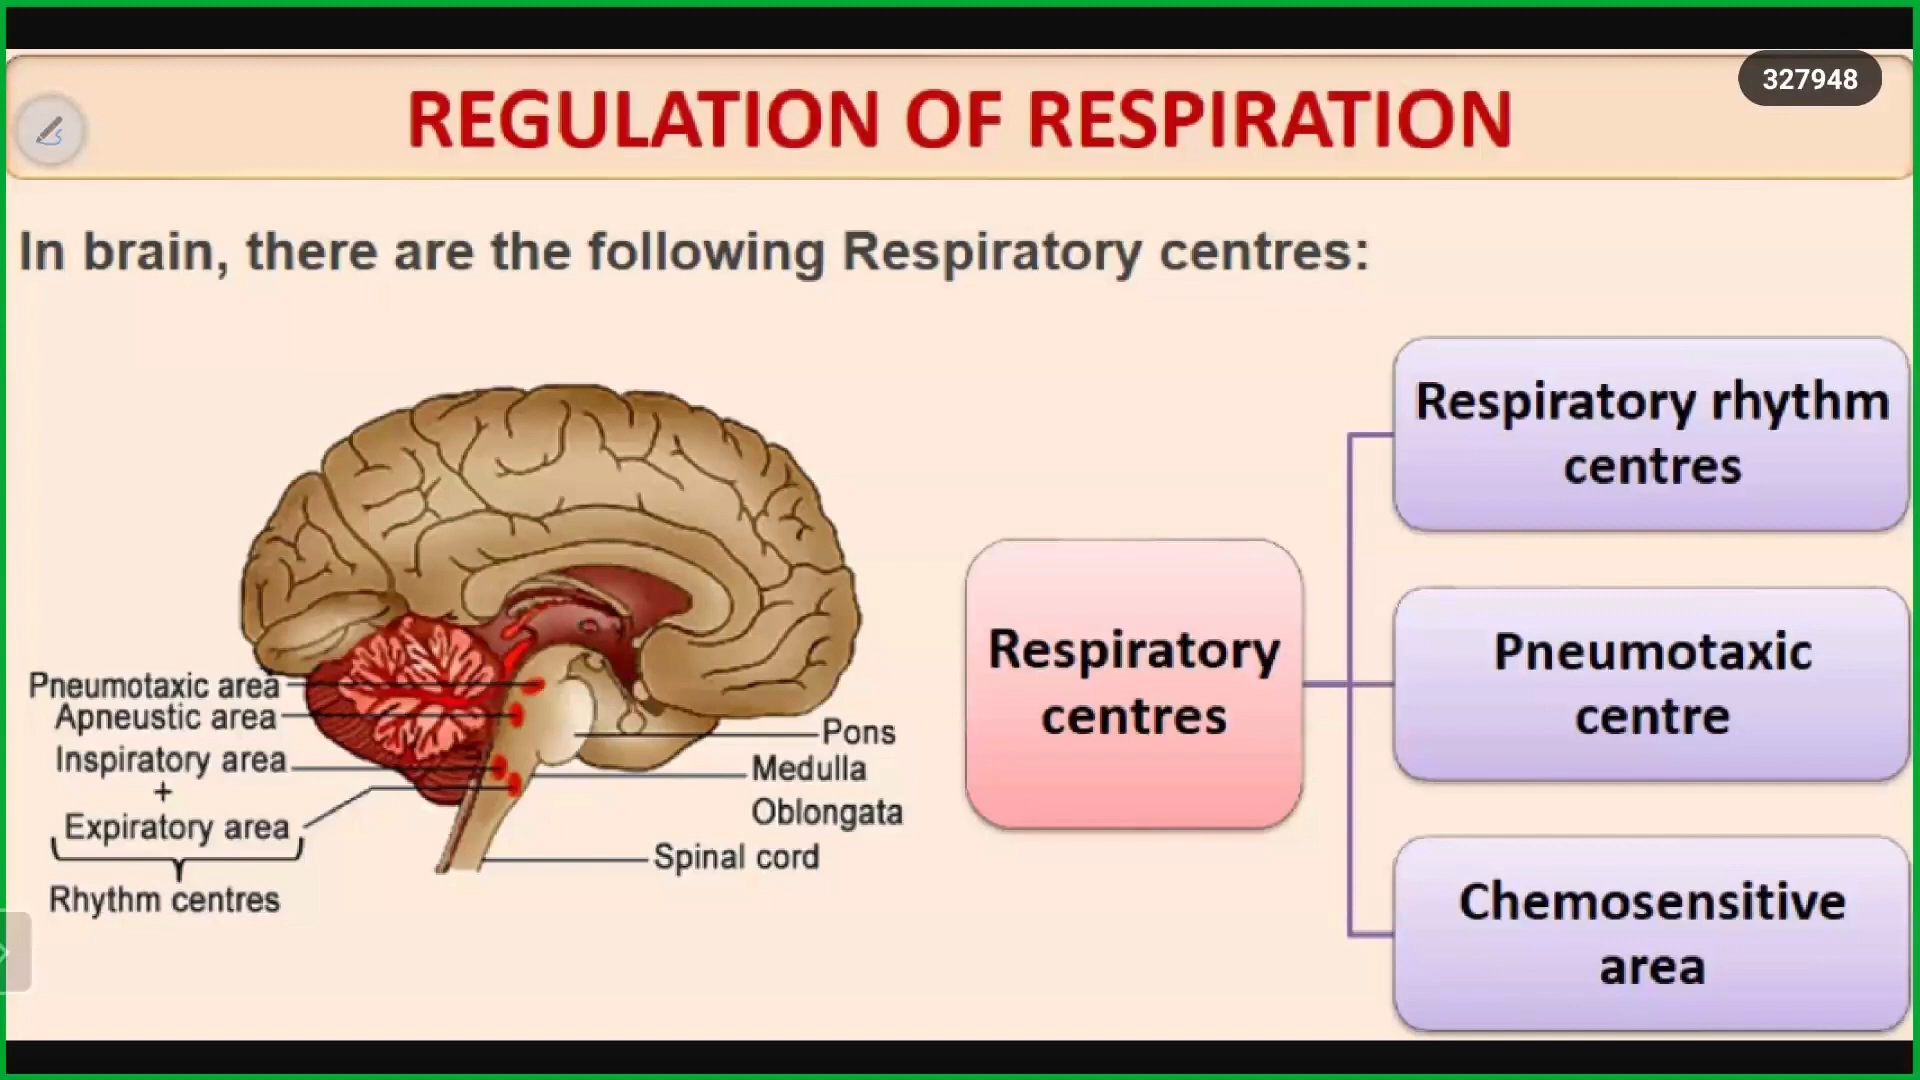 327948
REGULATION OF RESPIRATION
In brain, there are the following Respiratory centres:
Pneumotaxic area
Apneustic area
Inspiratory area
+
Expiratory area
Rhythm centres
Pons
Medulla
Oblongata
Spinal cord
Respiratory
centres
Respiratory rhythm
centres
Pneumotaxic
centre
Chemosensitive
area